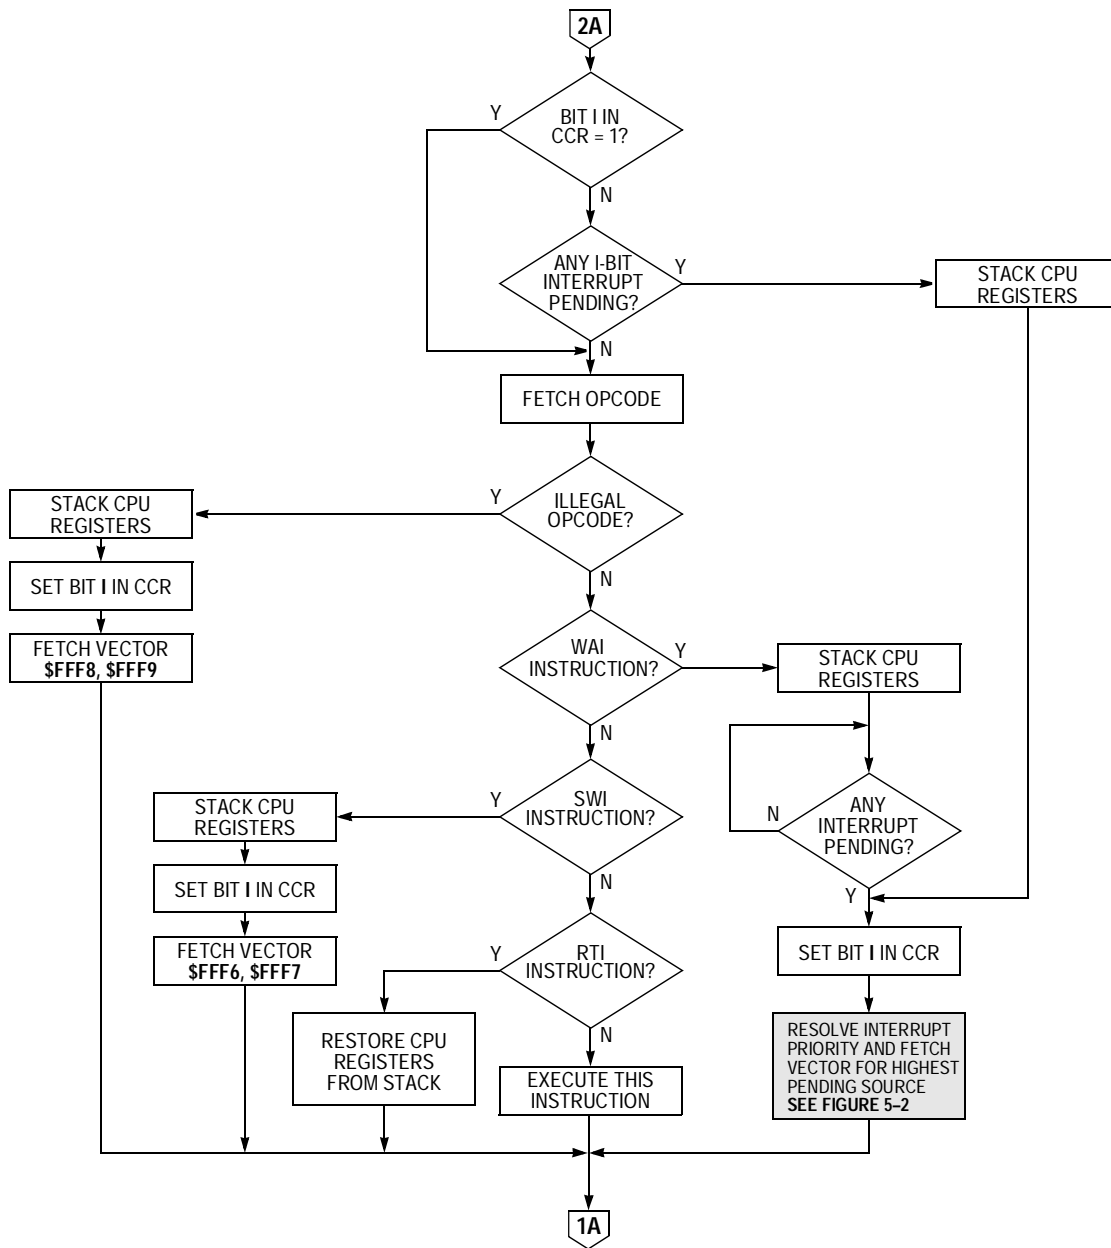 2A
BIT I IN
CCR = 1?
Y
N
ANY I-BIT
INTERRUPT
PENDING?
Y
N
STACK CPU
REGISTERS
FETCH OPCODE
ILLEGAL
OPCODE?
Y
N
STACK CPU
REGISTERS
SET BIT I IN CCR
FETCH VECTOR
$FFF8, $FFF9
WAI
INSTRUCTION?
Y
N
STACK CPU
REGISTERS
ANY
INTERRUPT
PENDING?
N
Y
SWI
INSTRUCTION?
Y
N
STACK CPU
REGISTERS
SET BIT I IN CCR
FETCH VECTOR
$FFF6, $FFF7
RTI
INSTRUCTION?
Y
N
RESTORE CPU
REGISTERS
FROM STACK
EXECUTE THIS
INSTRUCTION
SET BIT I IN CCR
RESOLVE INTERRUPT
PRIORITY AND FETCH
VECTOR FOR HIGHEST
PENDING SOURCE
SEE FIGURE 5–2
1A